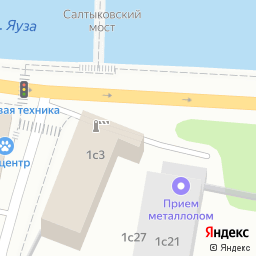 Салтыковский
мост
. Яуза
вая техника
центр
1с3
Прием
металлолом
1с27
1с21
Яндекс
© Яндекс